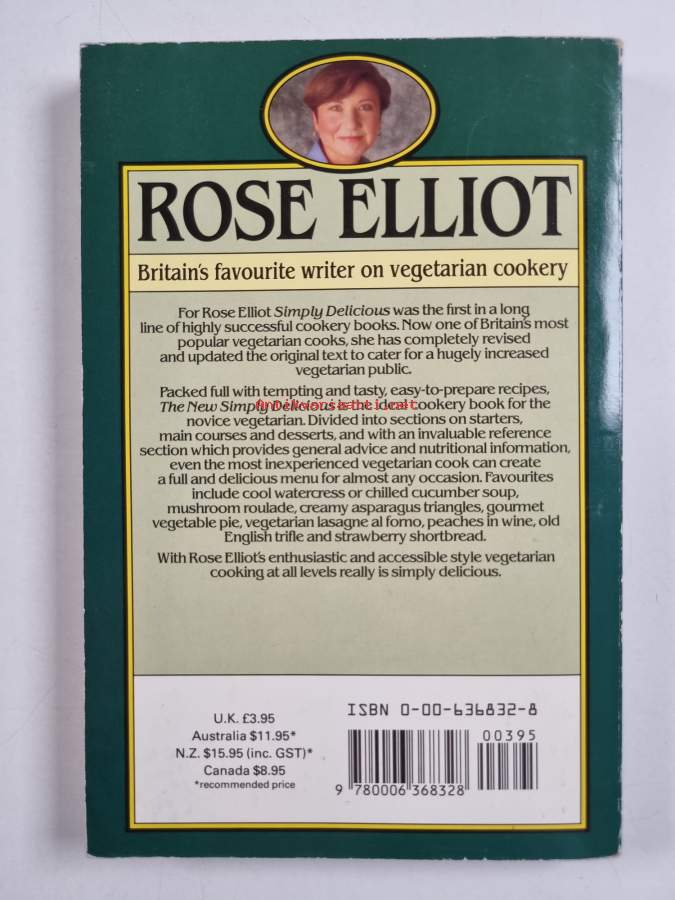 ROSE ELLIOT
Britain's favourite writer on vegetarian cookery
For Rose Elliot Simply Delicious was the first in a long
line of highly successful cookery books. Now one of Britain's most
popular vegetarian cooks, she has completely revised
and updated the original text to cater for a hugely increased
vegetarian public.
Packed full with tempting and tasty, easy-to-prepare recipes,
The New Simply Delicious is the ideal cookery book for the
novice vegetarian. Divided into sections on starters,
main courses and desserts, and with an invaluable reference
section which provides general advice and nutritional information,
even the most inexperienced vegetarian cook can create
a full and delicious menu for almost any occasion. Favourites
include cool watercress or chilled cucumber soup,
mushroom roulade, creamy asparagus triangles, gourmet
vegetable pie, vegetarian lasagne al forno, peaches in wine, old
English trifle and strawberry shortbread.
With Rose Elliot's enthusiastic and accessible style vegetarian
cooking at all levels really is simply delicious.
U.K. £3.95
Australia $11.95*
N.Z. $15.95 (inc. GST)*
Canada $8.95
*recommended price
ISBN 0-00-636832-8
00395
9 780006 368328